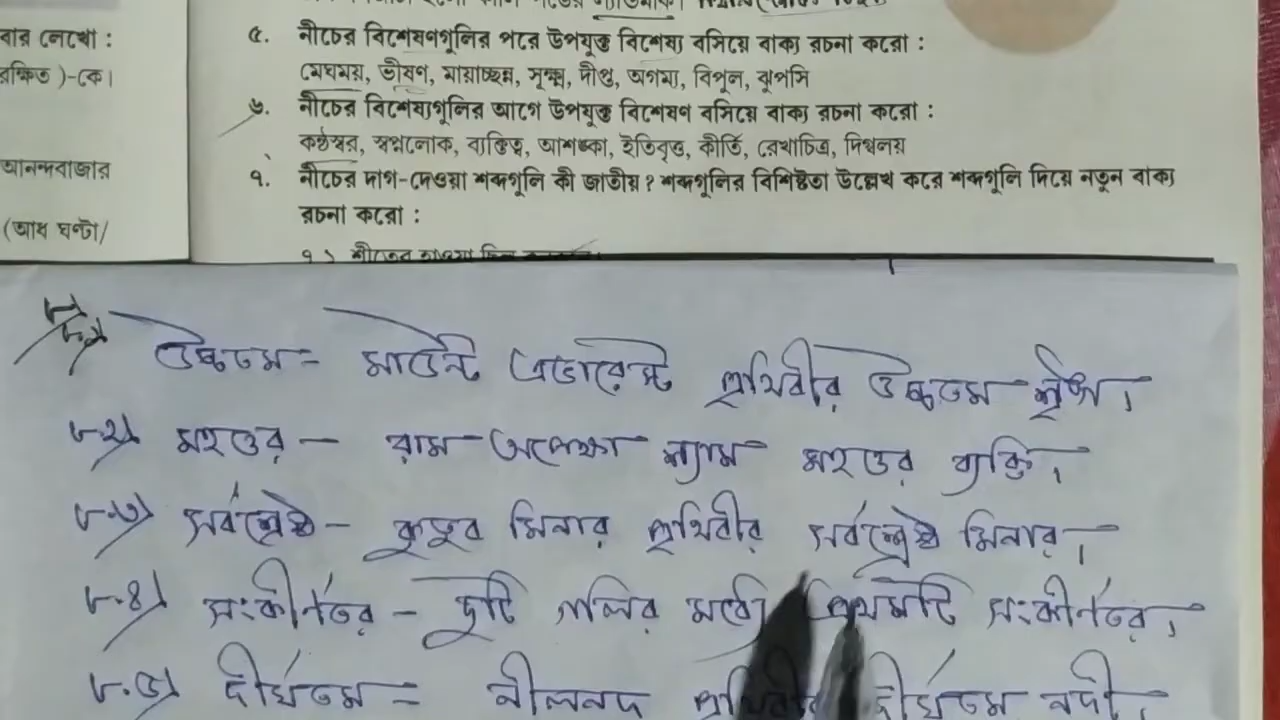 বার লেখো :
রক্ষিত )-কে।
আনন্দবাজার
(আধ ঘণ্টা/
৫. নীচের বিশেষণগুলির পরে উপযুক্ত বিশেষ্য বসিয়ে বাক্য রচনা করো :
মেঘময়, ভীষণ, মায়াচ্ছন্ন, সূক্ষ্ম, দীপ্ত, অগম্য, বিপুল, ঝুপসি
৬. নীচের বিশেষ্যগুলির আগে উপযুক্ত বিশেষণ বসিয়ে বাক্য রচনা করো :
কণ্ঠস্বর, স্বপ্নলোক, ব্যক্তিত্ব, আশঙ্কা, ইতিবৃত্ত, কীর্তি, রেখাচিত্র, দিগ্বলয়
৭. নীচের দাগ-দেওয়া শব্দগুলি কী জাতীয়? শব্দগুলির বিশিষ্টতা উল্লেখ করে শব্দগুলি দিয়ে নতুন বাক্য
রচনা করো :
৮.১) উচ্চতম - মাউন্ট এভারেস্ট পৃথিবীর উচ্চতম শৃঙ্গ।
৮.২) মহত্তর - রাম অপেক্ষা শ্যাম মহত্তর ব্যক্তি।
৮.৩) সর্বশ্রেষ্ঠ - কুতুব মিনার পৃথিবীর সর্বশ্রেষ্ঠ মিনার।
৮.৪) সংকীর্ণতর - দুটি গলির মধ্যে প্রথমটি সংকীর্ণতর।
৮.৫) দীর্ঘতম - নীলনদ পৃথিবীর দীর্ঘতম নদী।